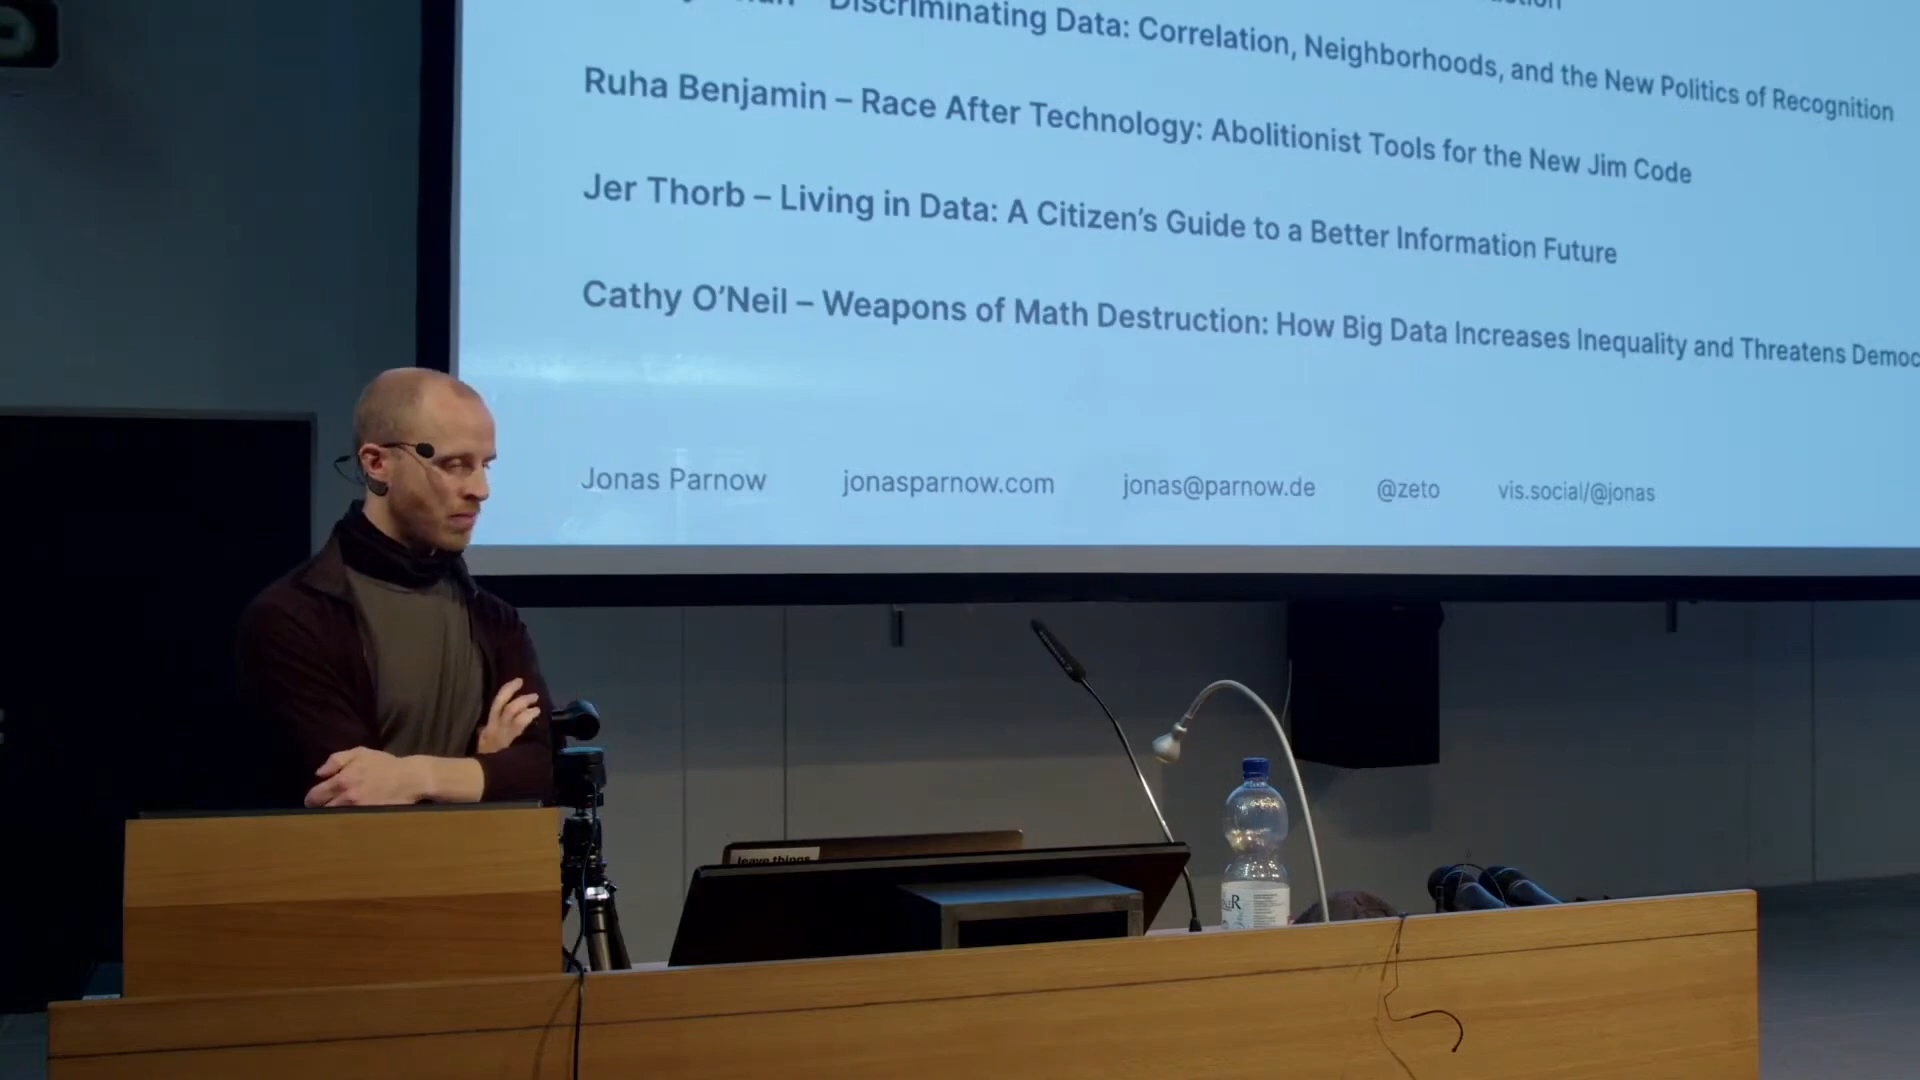 Discriminating Data: Correlation, Neighborhoods, and the New Politics of Recognition
Ruha Benjamin – Race After Technology: Abolitionist Tools for the New Jim Code
Jer Thorb – Living in Data: A Citizen’s Guide to a Better Information Future
Cathy O’Neil – Weapons of Math Destruction: How Big Data Increases Inequality and Threatens Democ
Jonas Parnow jonasparnow.com jonas@parnow.de @zeto vis.social/@jonas
leave things